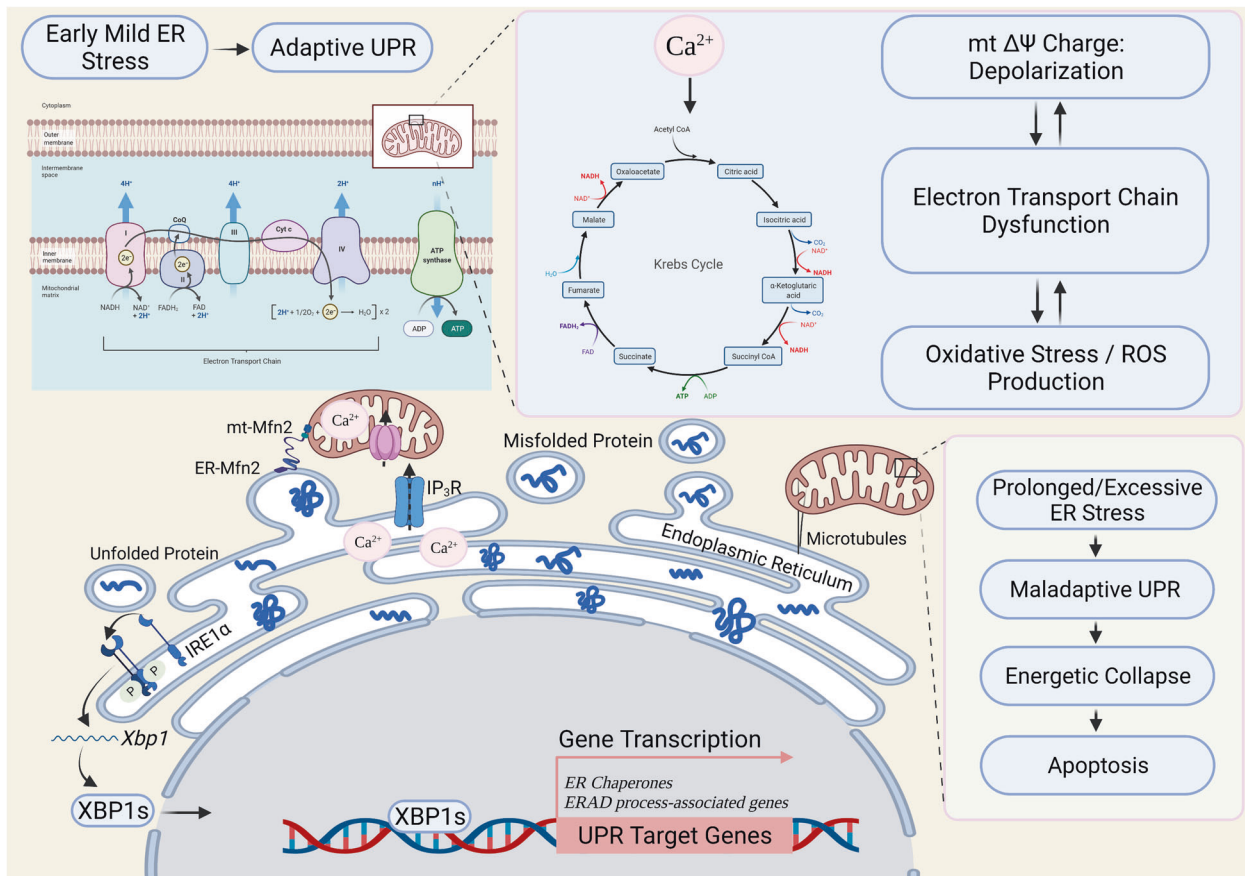 Early Mild ER
Stress
Adaptive UPR
Cytoplasm
Outer
membrane
Intermembrane
space
4H⁺
4H⁺
2H⁺
nH⁺
CoQ
Cyt c
I
III
IV
ATP
synthase
2e⁻
2e⁻
II
Inner
membrane
Mitochondrial
matrix
NADH
NAD⁺
+ 2H⁺
FADH₂
FAD
+ 2H⁺
[ 2H⁺ + 1/2O₂ + 2e⁻ → H₂O ] x 2
ADP
ATP
Electron Transport Chain
Ca²⁺
Acetyl CoA
Oxaloacetate
Citric acid
NADH
NAD⁺
Malate
Isocitric acid
CO₂
NAD⁺
NADH
H₂O
Krebs Cycle
Fumarate
α-Ketoglutaric
acid
CO₂
NAD⁺
NADH
FADH₂
FAD
Succinate
Succinyl CoA
ATP
ADP
mt ΔΨ Charge:
Depolarization
Electron Transport Chain
Dysfunction
Oxidative Stress / ROS
Production
mt-Mfn2
Ca²⁺
ER-Mfn2
IP₃R
Misfolded Protein
Ca²⁺
Ca²⁺
Endoplasmic Reticulum
Microtubules
Unfolded Protein
IRE1α
P
P
Xbp1
XBP1s
Prolonged/Excessive
ER Stress
Maladaptive UPR
Energetic Collapse
Apoptosis
Gene Transcription
ER Chaperones
ERAD process-associated genes
XBP1s
UPR Target Genes